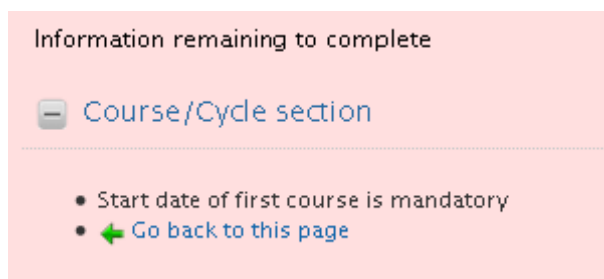 Information remaining to complete
Course/Cycle section
Start date of first course is mandatory
Go back to this page